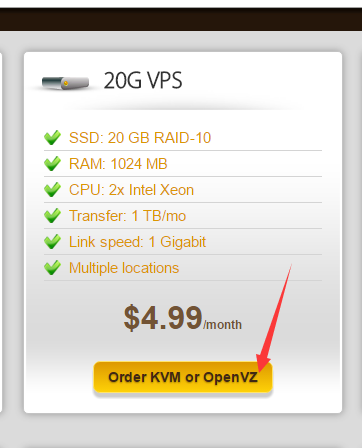 20G VPS
SSD: 20 GB RAID-10
RAM: 1024 MB
CPU: 2x Intel Xeon
Transfer: 1 TB/mo
Link speed: 1 Gigabit
Multiple locations
$4.99/month
Order KVM or OpenVZ